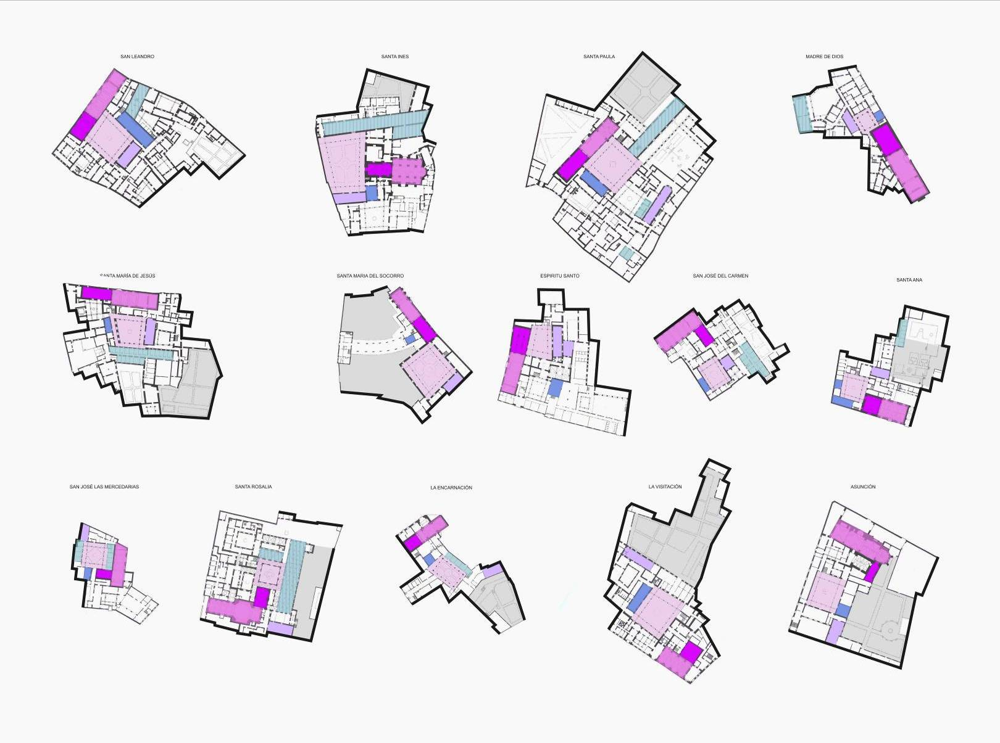 SAN LEANDRO
SANTA INES
SANTA PAULA
MADRE DE DIOS
SANTA MARÍA DE JESÚS
SANTA MARIA DEL SOCORRO
ESPIRITU SANTO
SAN JOSÉ DEL CARMEN
SANTA ANA
SAN JOSÉ LAS MERCEDARIAS
SANTA ROSALIA
LA ENCARNACIÓN
LA VISITACIÓN
ASUNCIÓN